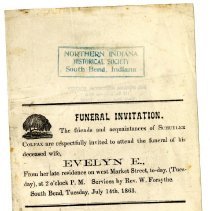 NORTHERN INDIANA
HISTORICAL SOCIETY
South Bend, Indiana
FUNERAL INVITATION.
The friends and acquaintances of SCHUYLER
COLFAX are respectfully invited to attend the funeral of his
deceased wife,
EVELYN E.,
From her late residence on west Market Street, to-day, (Tues-
day), at 2 o'clock P. M. Services by Rev. W. Forsythe.
South Bend, Tuesday, July 14th, 1863.